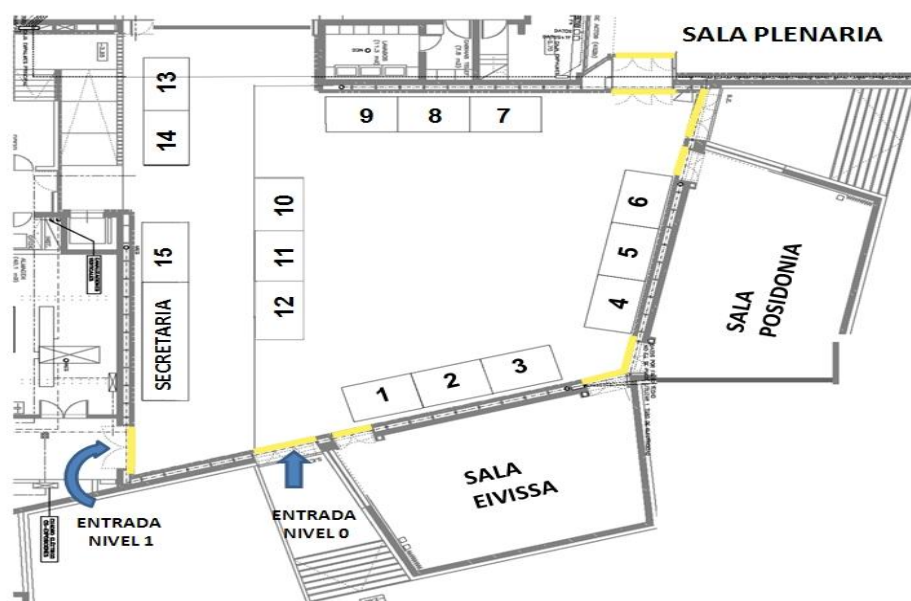 SALA PLENARIA
13
14
9
8
7
10
11
12
6
5
4
15
SECRETARIA
SALA
POSIDONIA
1
2
3
SALA
EIVISSA
ENTRADA
NIVEL 1
ENTRADA
NIVEL 0